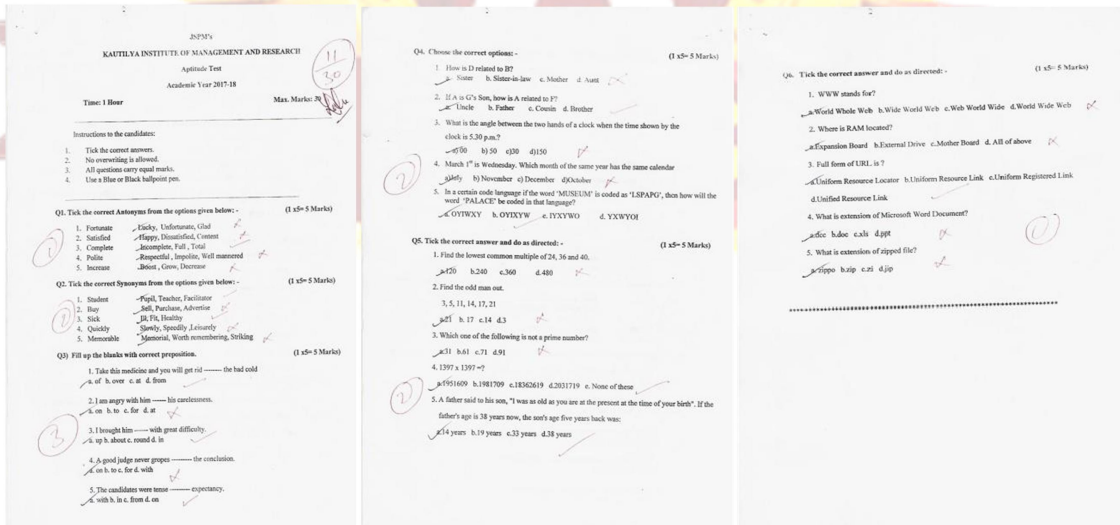 JSPM's
KAUTILYA INSTITUTE OF MANAGEMENT AND RESEARCH
Aptitude Test
Academic Year 2017-18
Time: 1 Hour
Max. Marks: 30
11
30
Instructions to the candidates:
1. Tick the correct answers.
2. No overwriting is allowed.
3. All questions carry equal marks.
4. Use a Blue or Black ballpoint pen.
Q1. Tick the correct Antonyms from the options given below: - (1 x5= 5 Marks)
1. Fortunate Lucky, Unfortunate, Glad
2. Satisfied Happy, Dissatisfied, Content
3. Complete Incomplete, Full, Total
4. Polite Respectful, Impolite, Well mannered
5. Increase Boost, Grow, Decrease
1
Q2. Tick the correct Synonyms from the options given below: - (1 x5= 5 Marks)
1. Student Pupil, Teacher, Facilitator
2. Buy Sell, Purchase, Advertise
3. Sick Ill, Fit, Healthy
4. Quickly Slowly, Speedily ,Leisurely
5. Memorable Memorial, Worth remembering, Striking
2
Q3) Fill up the blanks with correct preposition. (1 x5= 5 Marks)
1. Take this medicine and you will get rid ------- the bad cold
a. of b. over c. at d. from
2. I am angry with him ------ his carelessness.
a. on b. to c. for d. at
3. I brought him ------ with great difficulty.
a. up b. about c. round d. in
4. A good judge never gropes -------- the conclusion.
a. on b. to c. for d. with
5. The candidates were tense -------- expectancy.
a. with b. in c. from d. on
3
Q4. Choose the correct options: - (1 x5= 5 Marks)
1. How is D related to B?
a. Sister b. Sister-in-law c. Mother d. Aunt
2. If A is G's Son, how is A related to F?
a. Uncle b. Father c. Cousin d. Brother
3. What is the angle between the two hands of a clock when the time shown by the
clock is 5.30 p.m.?
b) 50 c)30 d)150
4. March 1st is Wednesday. Which month of the same year has the same calendar
a)July b) November c) December d)October
5. In a certain code language if the word 'MUSEUM' is coded as 'LSPAPG', then how will the
word 'PALACE' be coded in that language?
a. OYIWXY b. OYIXYW c. IYXYWO d. YXWYOI
2
Q5. Tick the correct answer and do as directed: - (1 x5= 5 Marks)
1. Find the lowest common multiple of 24, 36 and 40.
a.120 b.240 c.360 d.480
2. Find the odd man out.
3, 5, 11, 14, 17, 21
a.21 b. 17 c.14 d.3
3. Which one of the following is not a prime number?
a.31 b.61 c.71 d.91
4. 1397 x 1397 =?
a.1951609 b.1981709 c.18362619 d.2031719 e. None of these
5. A father said to his son, "I was as old as you are at the present at the time of your birth". If the
father's age is 38 years now, the son's age five years back was:
a.14 years b.19 years c.33 years d.38 years
2
Q6. Tick the correct answer and do as directed: - (1 x5= 5 Marks)
1. WWW stands for?
a.World Whole Web b.Wide World Web c.Web World Wide d.World Wide Web
2. Where is RAM located?
a.Expansion Board b.External Drive c.Mother Board d. All of above
3. Full form of URL is ?
a.Uniform Resource Locator b.Uniform Resource Link c.Uniform Registered Link
d.Unified Resource Link
4. What is extension of Microsoft Word Document?
a.doe b.doc c.xls d.ppt
5. What is extension of zipped file?
a.zippo b.zip c.zi d.jip
1